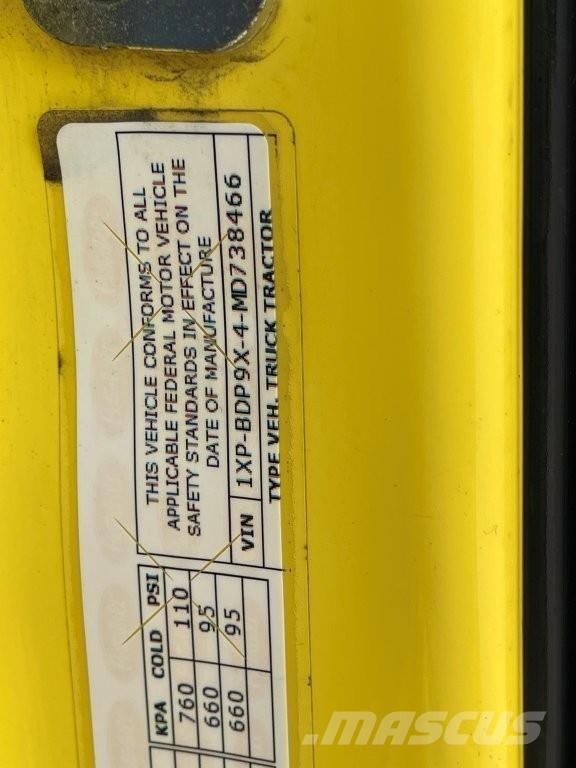 THIS VEHICLE CONFORMS TO ALL
APPLICABLE FEDERAL MOTOR VEHICLE
SAFETY STANDARDS IN EFFECT ON THE
DATE OF MANUFACTURE
VIN 1XP-BDP9X-4-MD738466
TYPE VEH. TRUCK TRACTOR
KPA COLD PSI
760 110
660 95
660 95
MASCUS